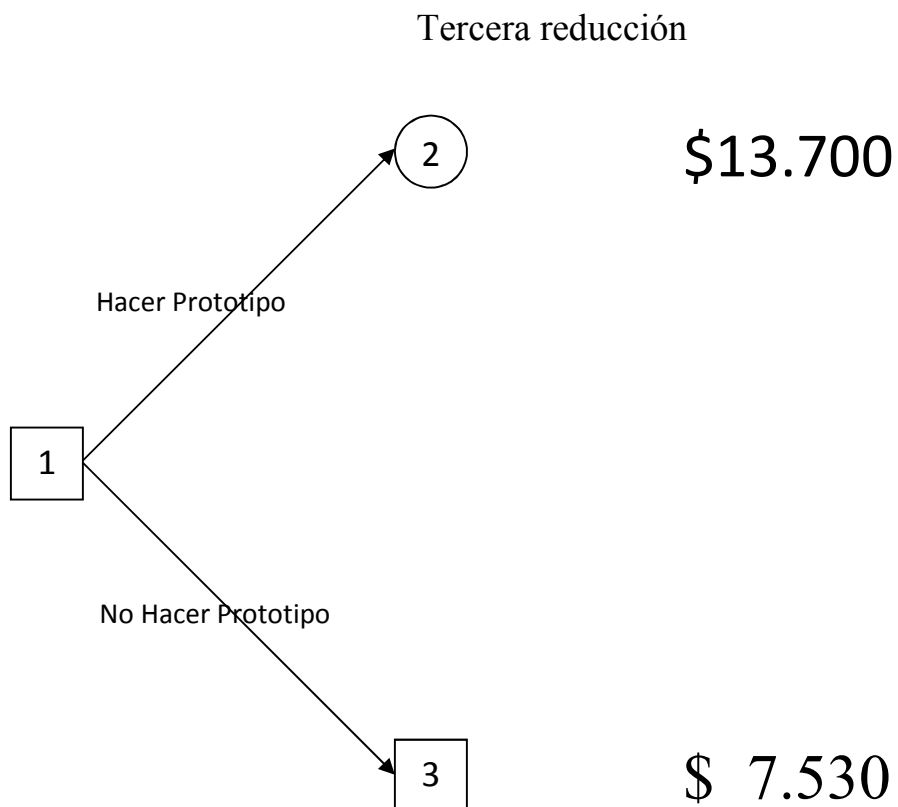 Tercera reducción
2
$13.700
Hacer Prototipo
1
No Hacer Prototipo
3
$ 7.530